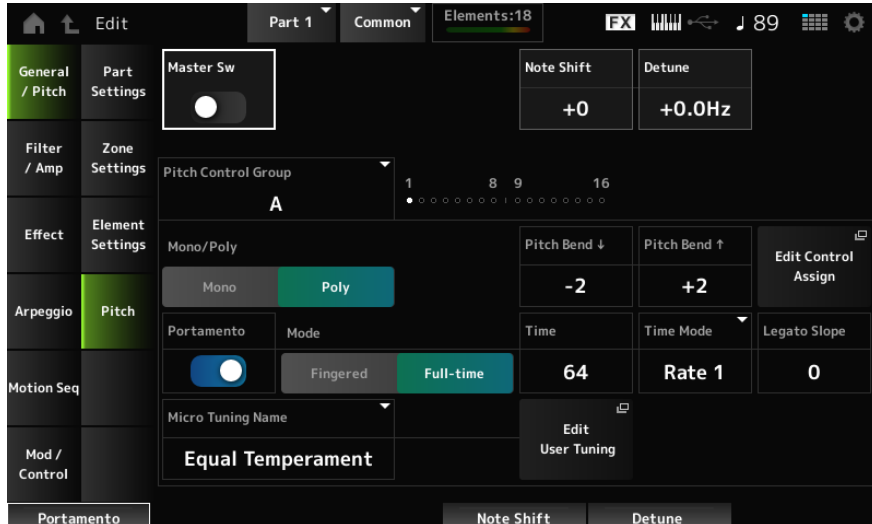 Edit
Part 1
Common
Elements:18
FX
♩ 89
General
/ Pitch
Part
Settings
Master Sw
Note Shift
+0
Detune
+0.0Hz
Filter
/ Amp
Zone
Settings
Pitch Control Group
A
1 8 9 16
Effect
Element
Settings
Mono/Poly
Mono
Poly
Pitch Bend ↓
-2
Pitch Bend ↑
+2
Edit Control
Assign
Arpeggio
Pitch
Portamento
Mode
Fingered
Full-time
Time
64
Time Mode
Rate 1
Legato Slope
0
Motion Seq
Micro Tuning Name
Equal Temperament
Edit
User Tuning
Mod /
Control
Portamento
Note Shift
Detune